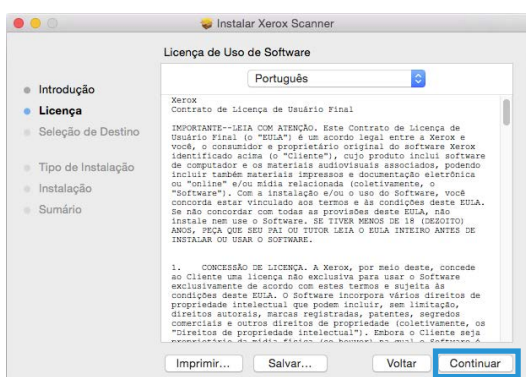 Instalar Xerox Scanner
Licença de Uso de Software
Introdução
Licença
Seleção de Destino
Tipo de Instalação
Instalação
Sumário
Português
Xerox
Contrato de Licença de Usuário Final
IMPORTANTE--LEIA COM ATENÇÃO. Este Contrato de Licença de
Usuário Final (o "EULA") é um acordo legal entre a Xerox e
você, o consumidor e proprietário original do software Xerox
identificado acima (o "Cliente"), cujo produto inclui software
de computador e os materiais audiovisuais associados, podendo
incluir também materiais impressos e documentação eletrônica
ou "online" e/ou mídia relacionada (coletivamente, o
"Software"). Com a instalação e/ou o uso do Software, você
concorda estar vinculado aos termos e às condições deste EULA.
Se não concordar com todas as provisões deste EULA, não
instale nem use o Software. SE TIVER MENOS DE 18 (DEZOITO)
ANOS, PEÇA QUE SEU PAI OU TUTOR LEIA O EULA INTEIRO ANTES DE
INSTALAR OU USAR O SOFTWARE.
1. CONCESSÃO DE LICENÇA. A Xerox, por meio deste, concede
ao Cliente uma licença não exclusiva para usar o Software
exclusivamente de acordo com estes termos e sujeita às
condições deste EULA. O Software incorpora vários direitos de
propriedade intelectual que podem incluir, sem limitação,
direitos autorais, marcas registradas, patentes, segredos
comerciais e outros direitos de propriedade (coletivamente, os
"Direitos de propriedade intelectual"). Embora o Cliente seja
proprietário da mídia física (se houver) na qual o Software é
Imprimir... Salvar... Voltar Continuar